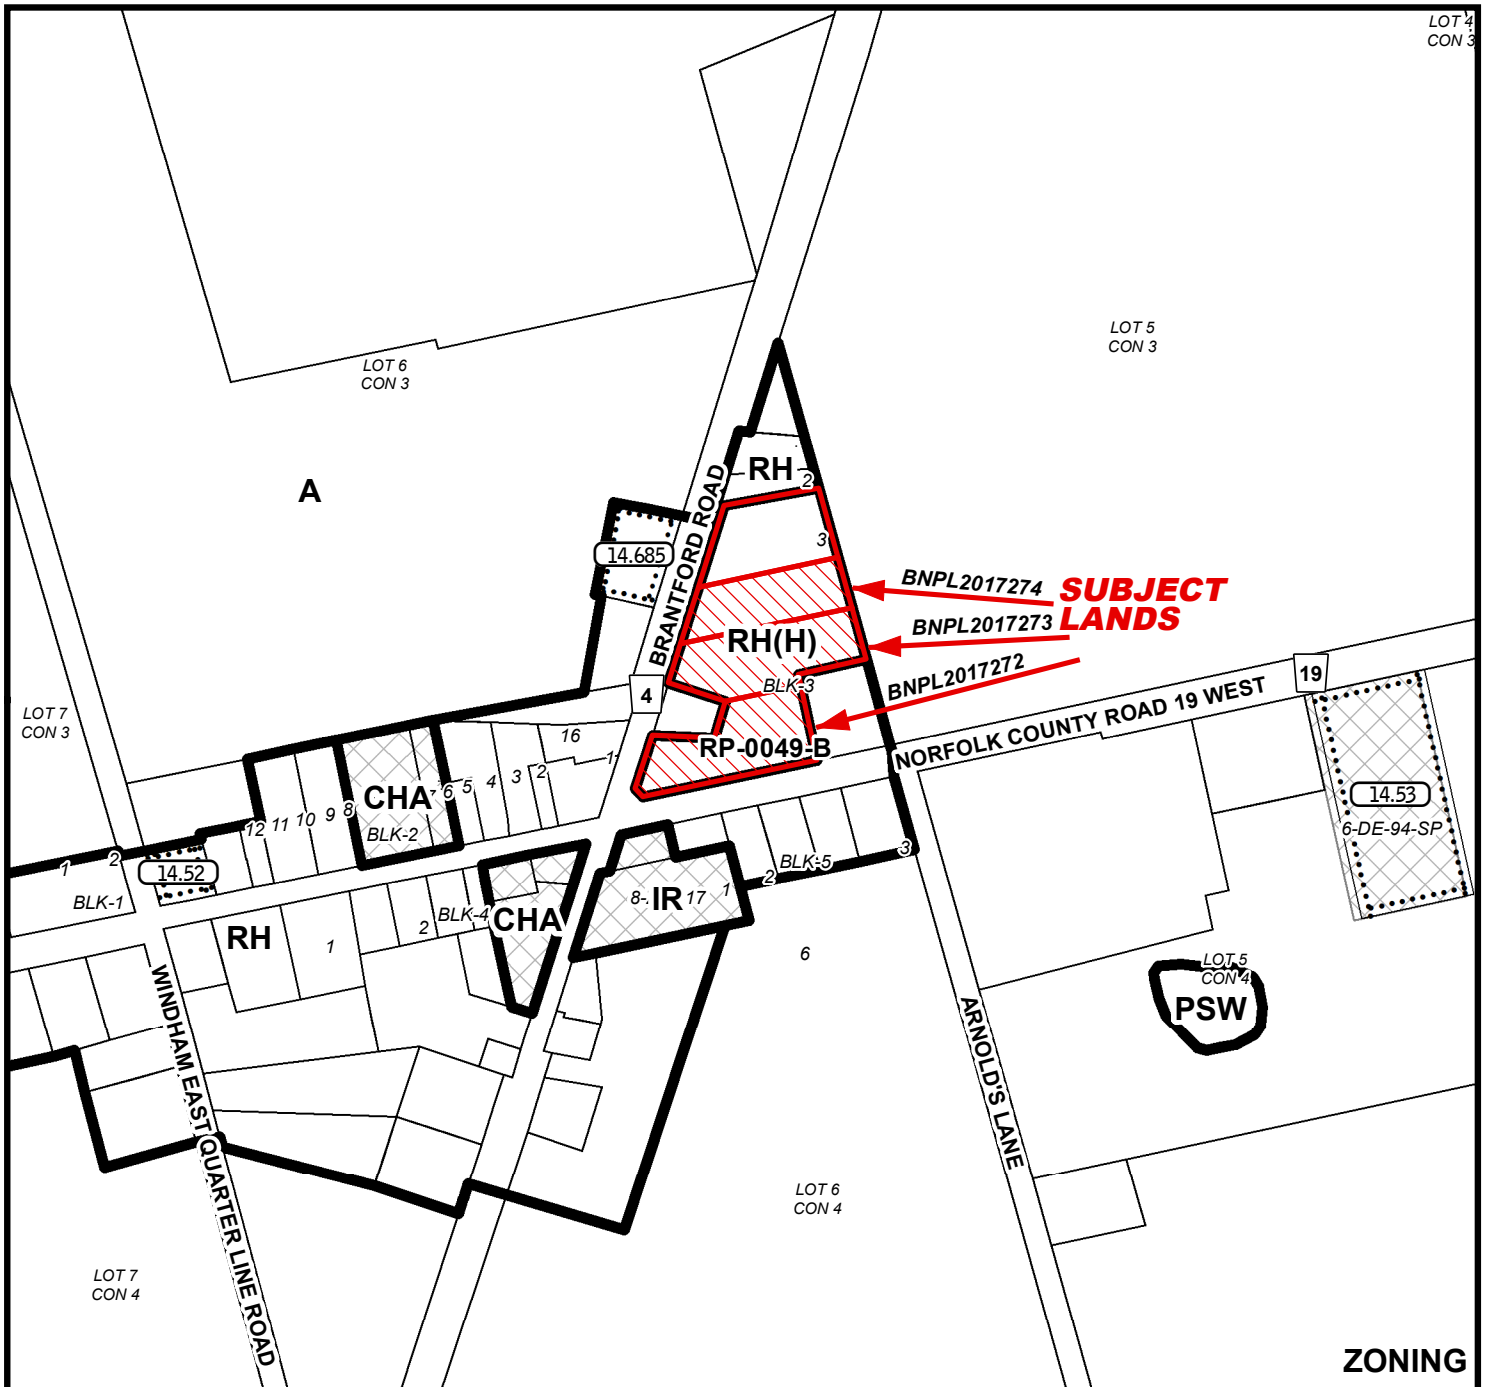 LOT 4
CON 3
LOT 5
CON 3
LOT 6
CON 3
A
RH
2
3
14.685
BRANTFORD ROAD
BNPL2017274
SUBJECT
LANDS
BNPL2017273
BNPL2017272
RH(H)
BLK-3
4
19
NORFOLK COUNTY ROAD 19 WEST
RP-0049-B
LOT 7
CON 3
16
1
2
3
4
5
6
CHA
BLK-2
8
9
10
11
12
14.53
6-DE-94-SP
1
2
14.52
BLK-1
BLK-5
3
2
1
8-
IR
17
BLK-4
CHA
2
RH
1
6
LOT 5
CON 4
PSW
WINDHAM EAST QUARTER LINE ROAD
ARNOLD'S LANE
LOT 6
CON 4
LOT 7
CON 4
ZONING